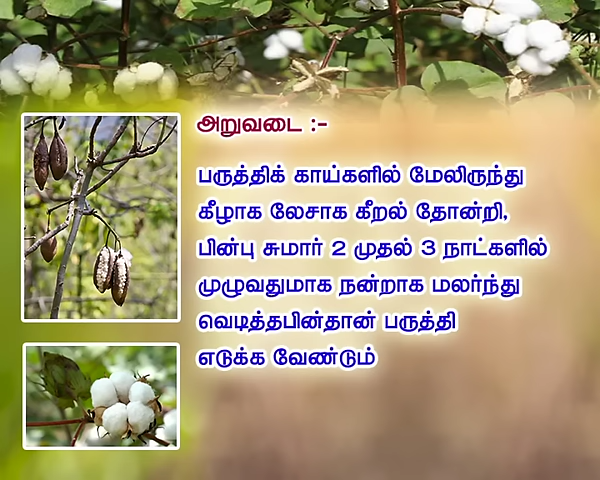 அறுவடை :-
பருத்திக் காய்களில் மேலிருந்து
கீழாக லேசாக கீறல் தோன்றி,
பின்பு சுமார் 2 முதல் 3 நாட்களில்
முழுவதுமாக நன்றாக மலர்ந்து
வெடித்தபின்தான் பருத்தி
எடுக்க வேண்டும்